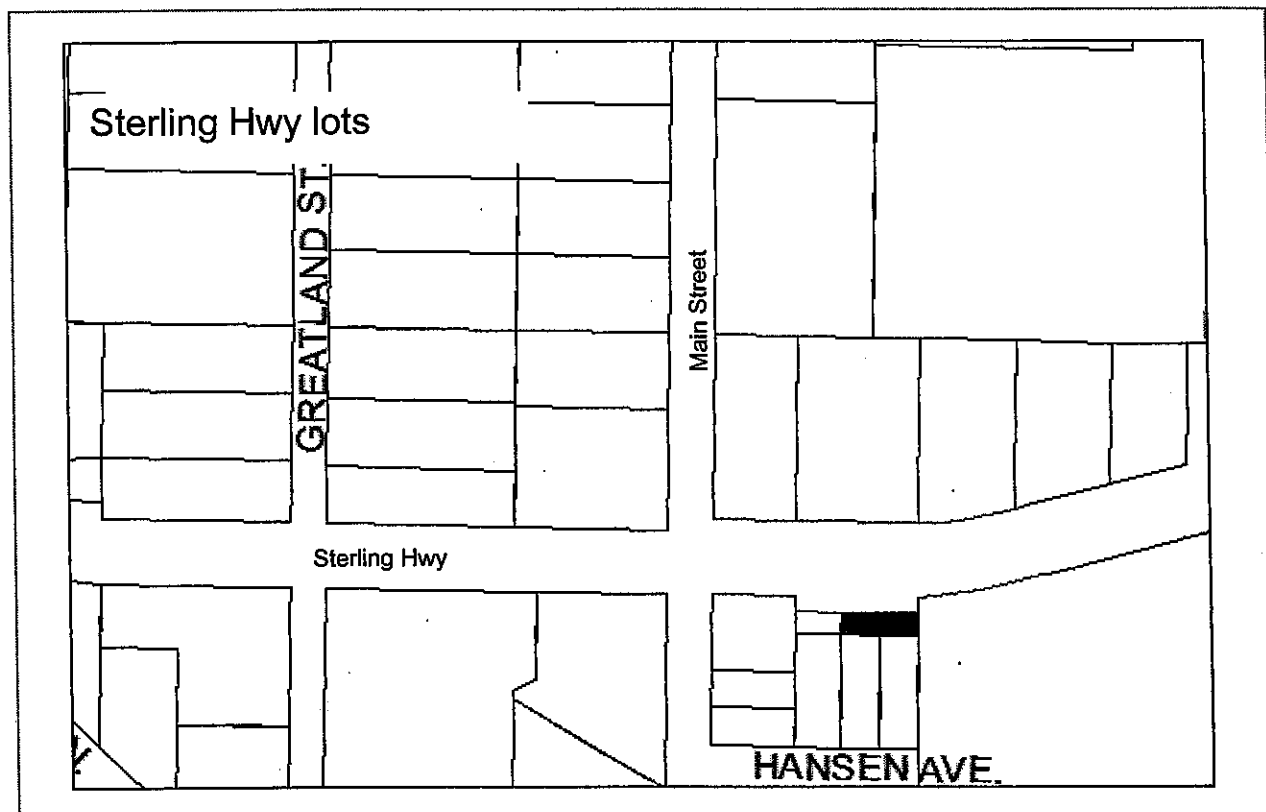 Sterling Hwy lots
GREATLAND ST.
Main Street
Sterling Hwy
HANSEN AVE.